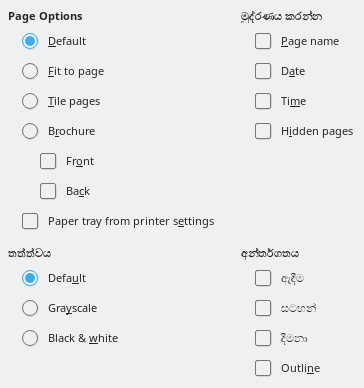 Page Options
Default
Fit to page
Tile pages
Brochure
Front
Back
Paper tray from printer settings
මුද්රණය කරන්න
Page name
Date
Time
Hidden pages
තත්ත්වය
Default
Grayscale
Black & white
අන්තර්ගතය
ඇඳීම
සටහන්
දීමනා
Outline